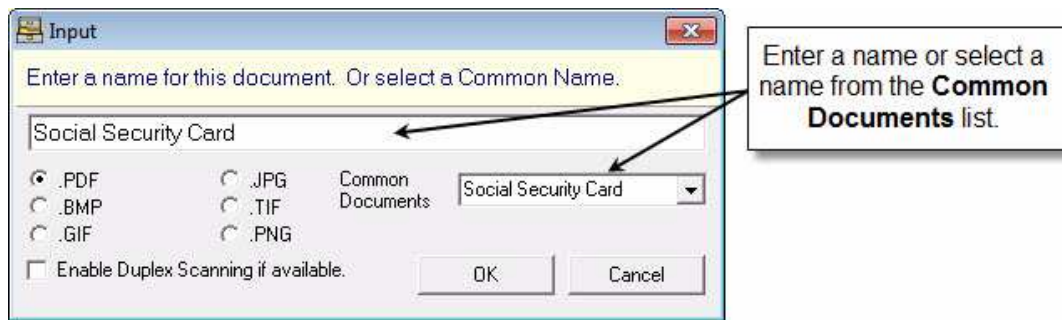 Input
Enter a name for this document. Or select a Common Name.
Social Security Card
.PDF
.BMP
.GIF
.JPG
.TIF
.PNG
Common
Documents
Social Security Card
Enable Duplex Scanning if available.
OK
Cancel
Enter a name or select a
name from the Common
Documents list.